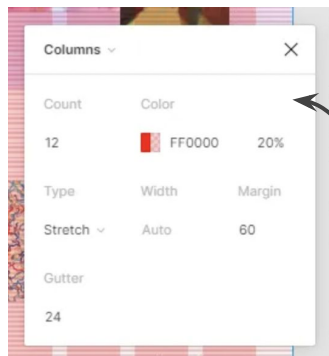 Columns
Count Color
12 FF0000 20%
Type Width Margin
Stretch Auto 60
Gutter
24